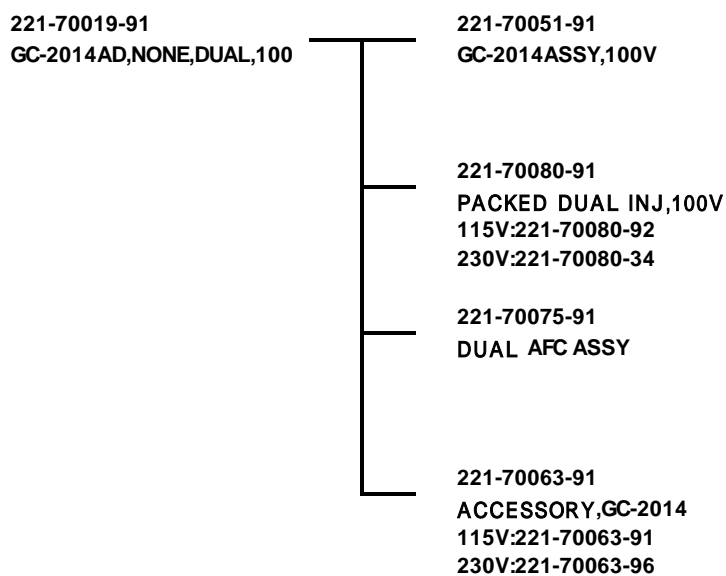 221-70019-91
GC-2014AD,NONE,DUAL,100
221-70051-91
GC-2014ASSY,100V
221-70080-91
PACKED DUAL INJ,100V
115V:221-70080-92
230V:221-70080-34
221-70075-91
DUAL AFC ASSY
221-70063-91
ACCESSORY,GC-2014
115V:221-70063-91
230V:221-70063-96